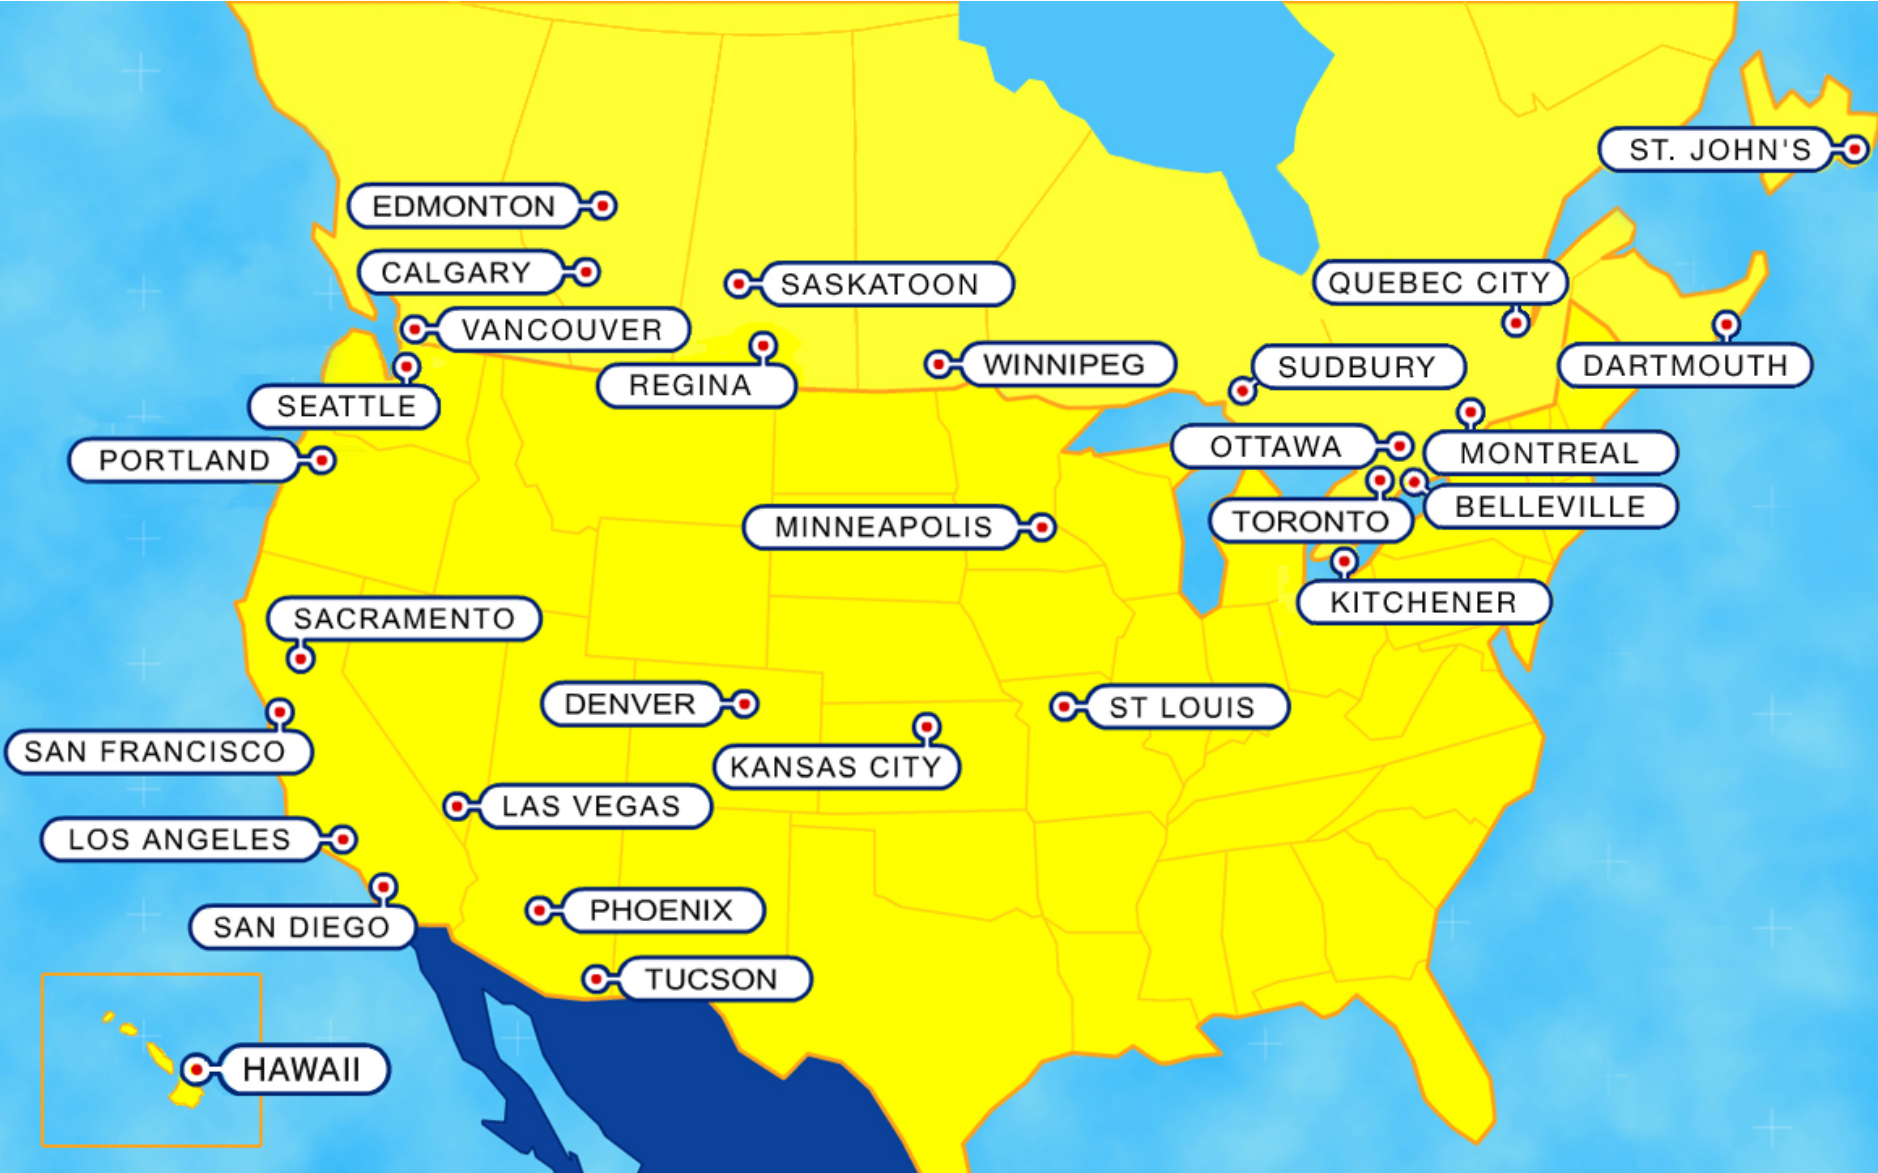 ST. JOHN'S
EDMONTON
CALGARY
SASKATOON
QUEBEC CITY
VANCOUVER
WINNIPEG
SUDBURY
DARTMOUTH
REGINA
SEATTLE
OTTAWA
MONTREAL
PORTLAND
BELLEVILLE
TORONTO
MINNEAPOLIS
KITCHENER
SACRAMENTO
DENVER
ST LOUIS
SAN FRANCISCO
KANSAS CITY
LAS VEGAS
LOS ANGELES
PHOENIX
SAN DIEGO
TUCSON
HAWAII